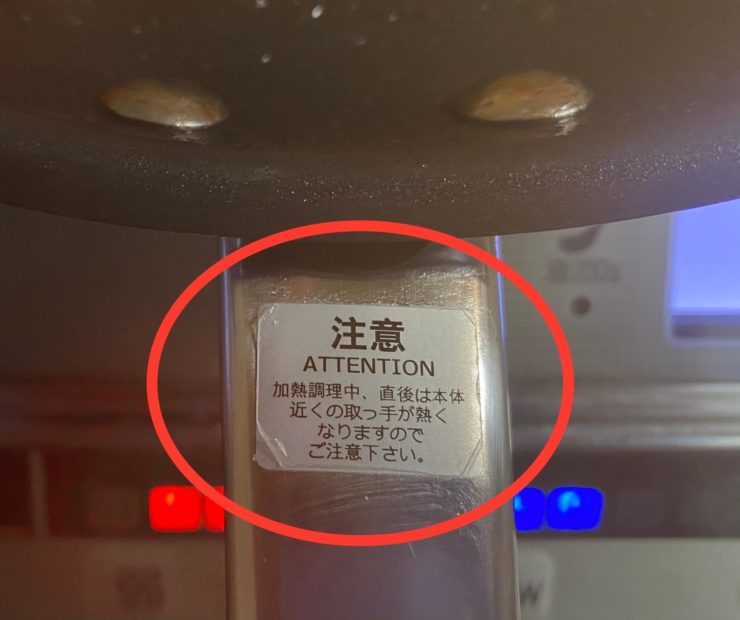 注意
ATTENTION
加熱調理中、直後は本体
近くの取っ手が熱く
なりますので
ご注意下さい。
W